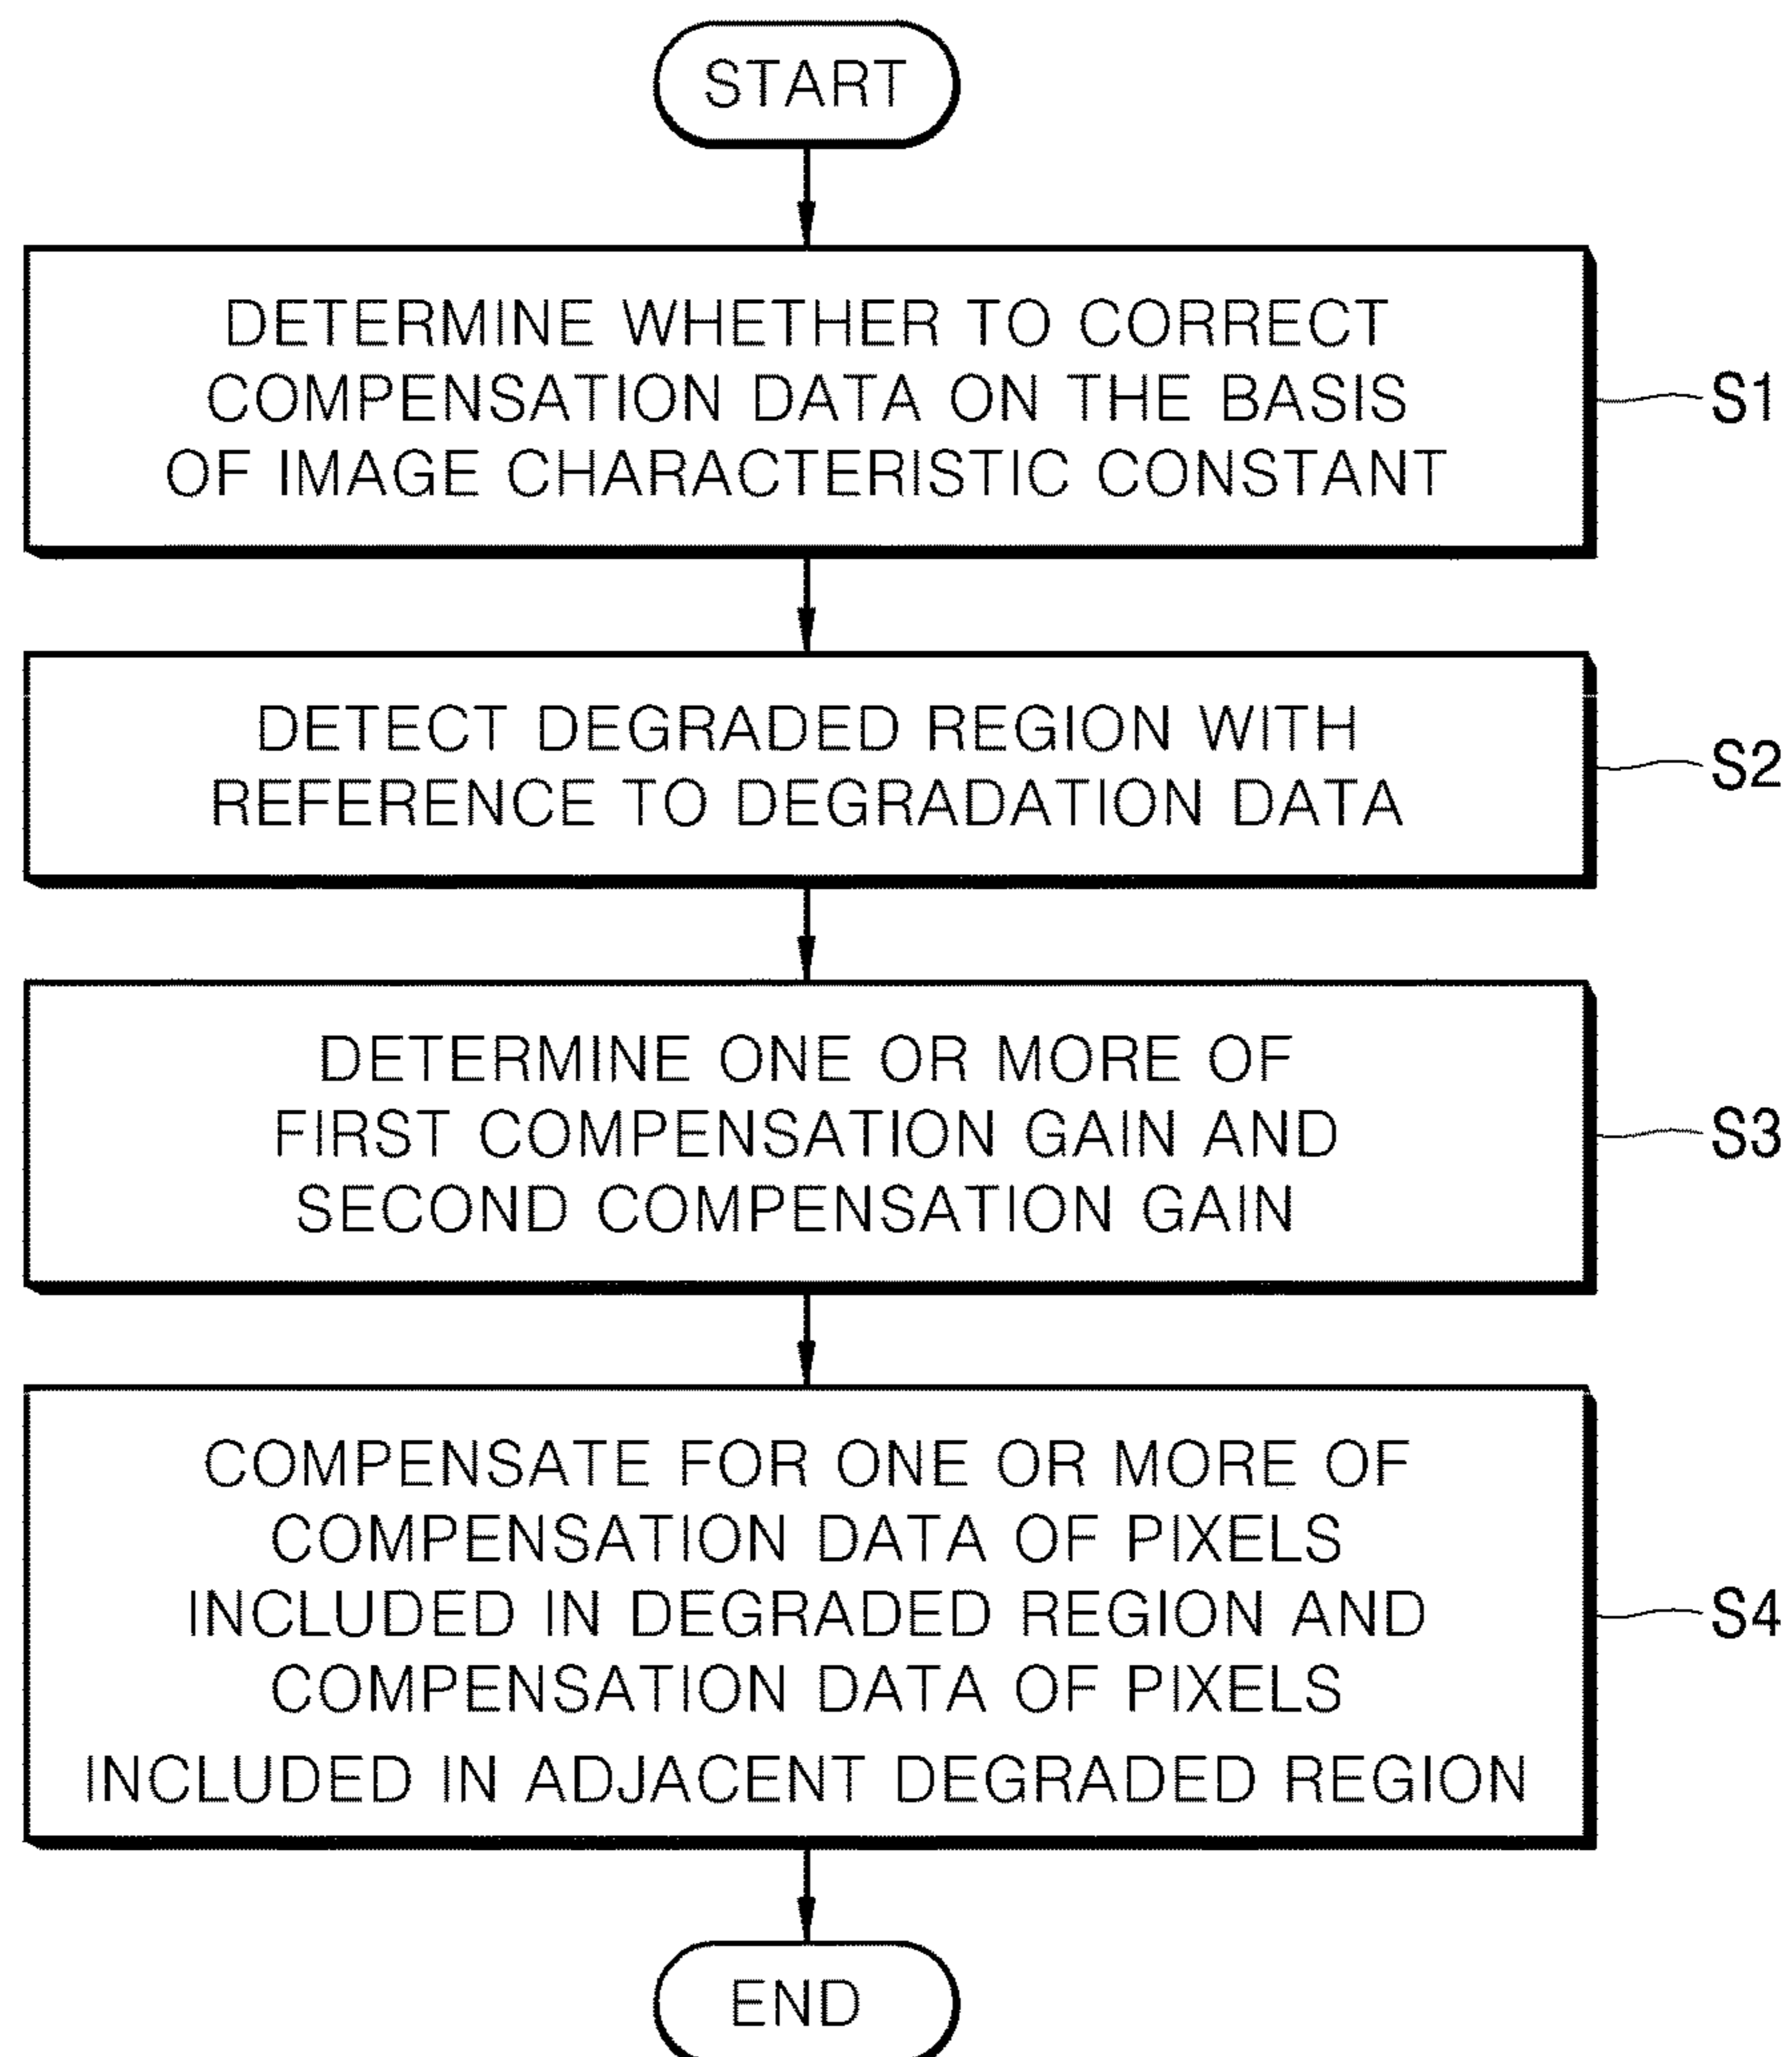 START
DETERMINE WHETHER TO CORRECT
COMPENSATION DATA ON THE BASIS
OF IMAGE CHARACTERISTIC CONSTANT
S1
DETECT DEGRADED REGION WITH
REFERENCE TO DEGRADATION DATA
S2
DETERMINE ONE OR MORE OF
FIRST COMPENSATION GAIN AND
SECOND COMPENSATION GAIN
S3
COMPENSATE FOR ONE OR MORE OF
COMPENSATION DATA OF PIXELS
INCLUDED IN DEGRADED REGION AND
COMPENSATION DATA OF PIXELS
INCLUDED IN ADJACENT DEGRADED REGION
S4
END